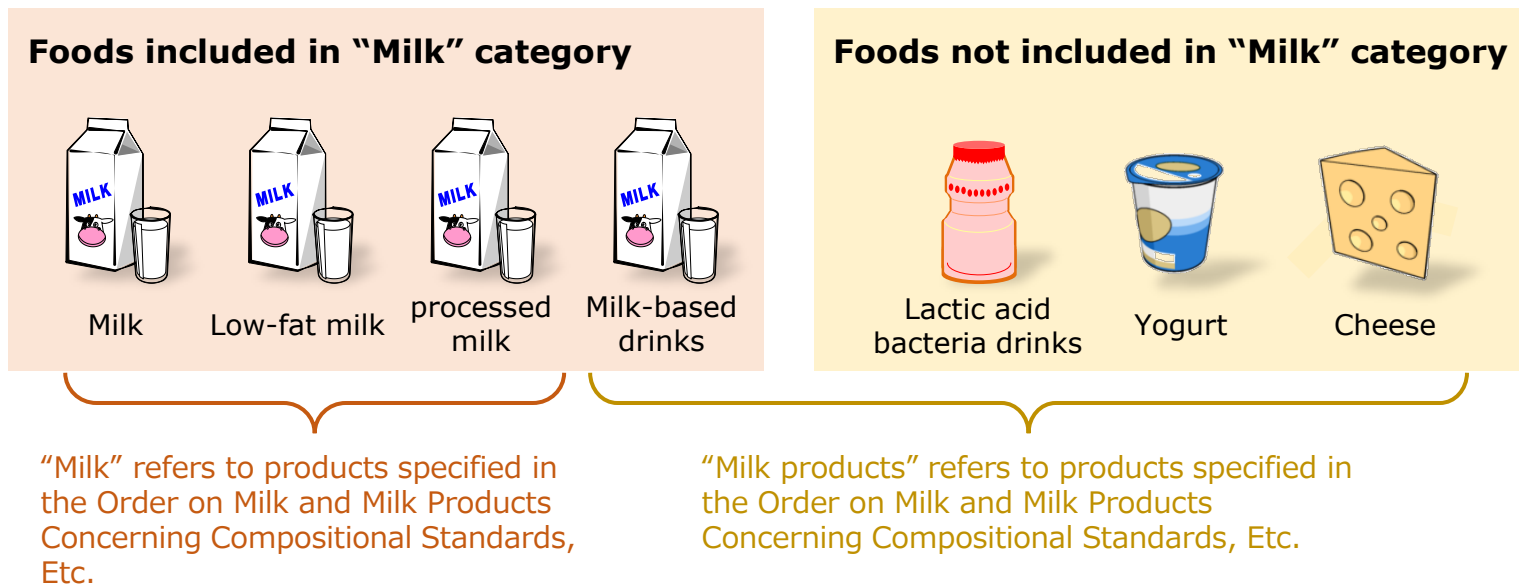 Foods included in “Milk” category
MILK
MILK
MILK
MILK
Milk
Low-fat milk
processed
milk
Milk-based
drinks
Foods not included in “Milk” category
Lactic acid
bacteria drinks
Yogurt
Cheese
“Milk” refers to products specified in
the Order on Milk and Milk Products
Concerning Compositional Standards,
Etc.
“Milk products” refers to products specified in
the Order on Milk and Milk Products
Concerning Compositional Standards, Etc.